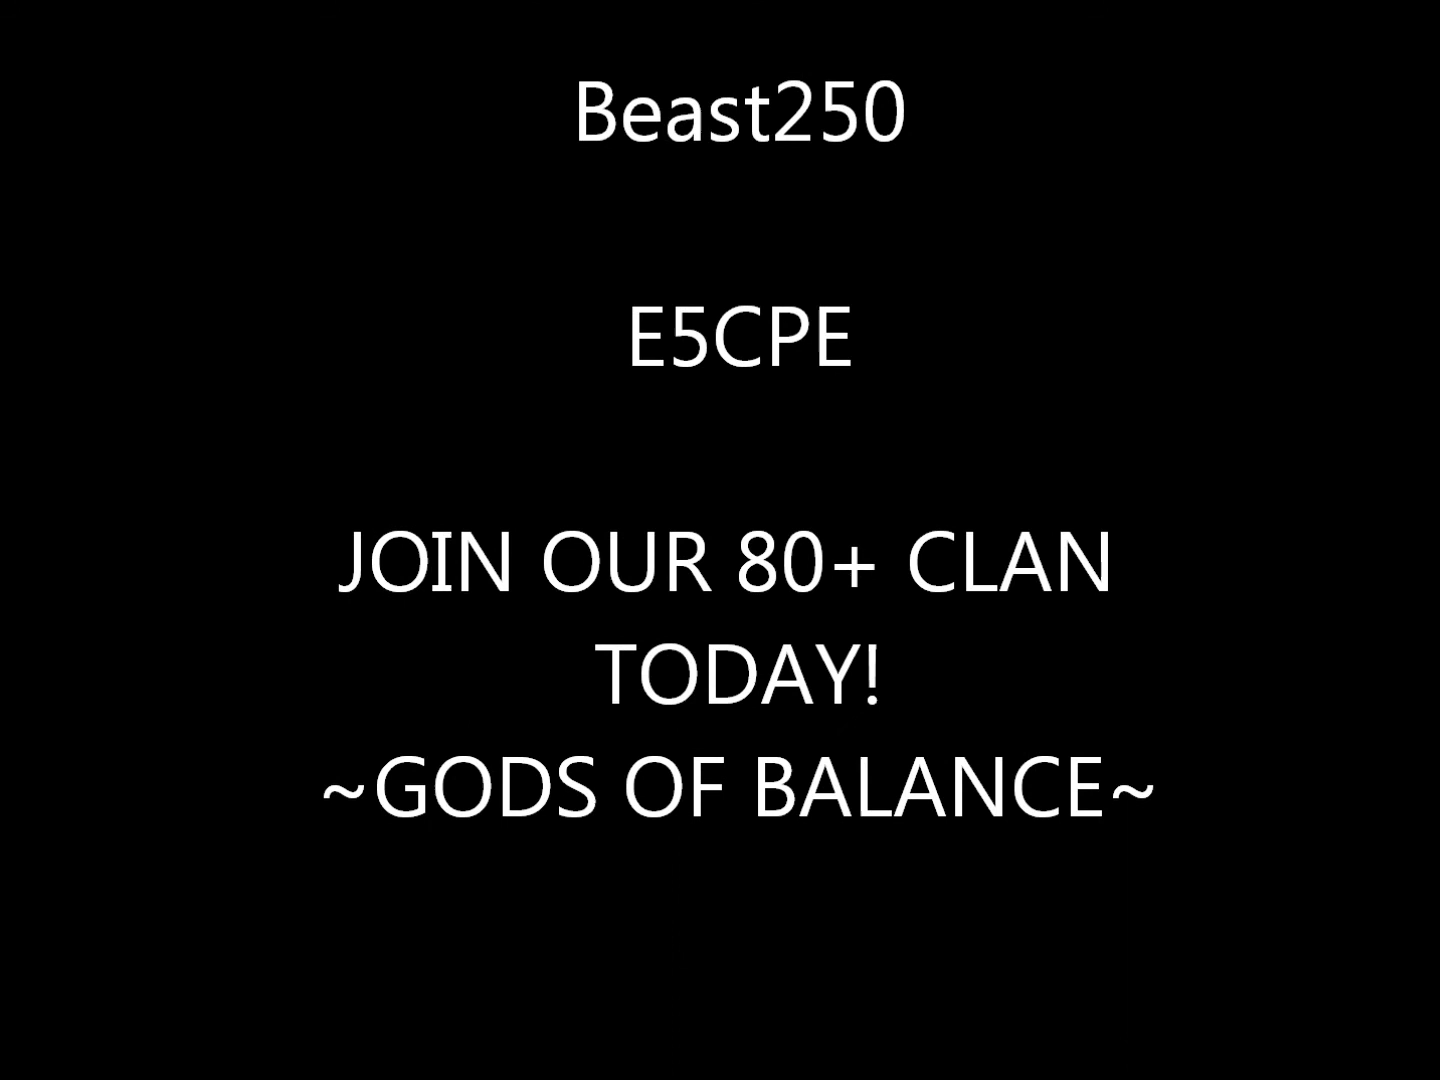 Beast250
E5CPE
JOIN OUR 80+ CLAN
TODAY!
~GODS OF BALANCE~